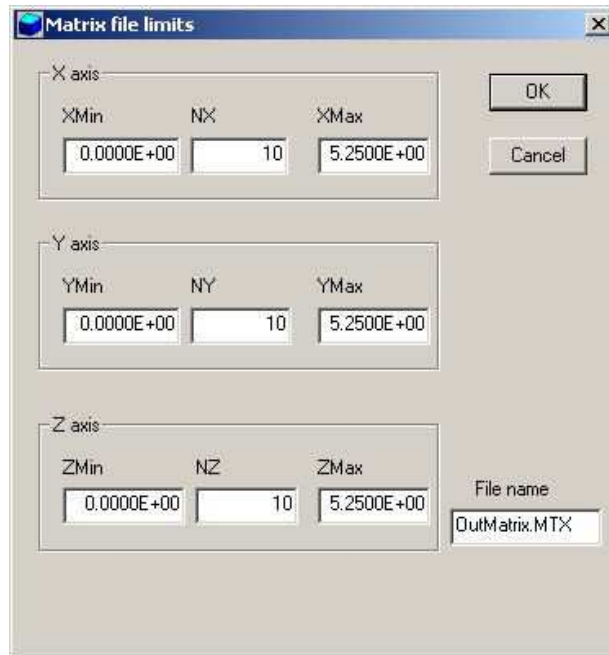 Matrix file limits
X axis
OK
XMin NX XMax
0.0000E+00 10 5.2500E+00
Cancel
Y axis
YMin NY YMax
0.0000E+00 10 5.2500E+00
Z axis
ZMin NZ ZMax
0.0000E+00 10 5.2500E+00
File name
OutMatrix.MTX